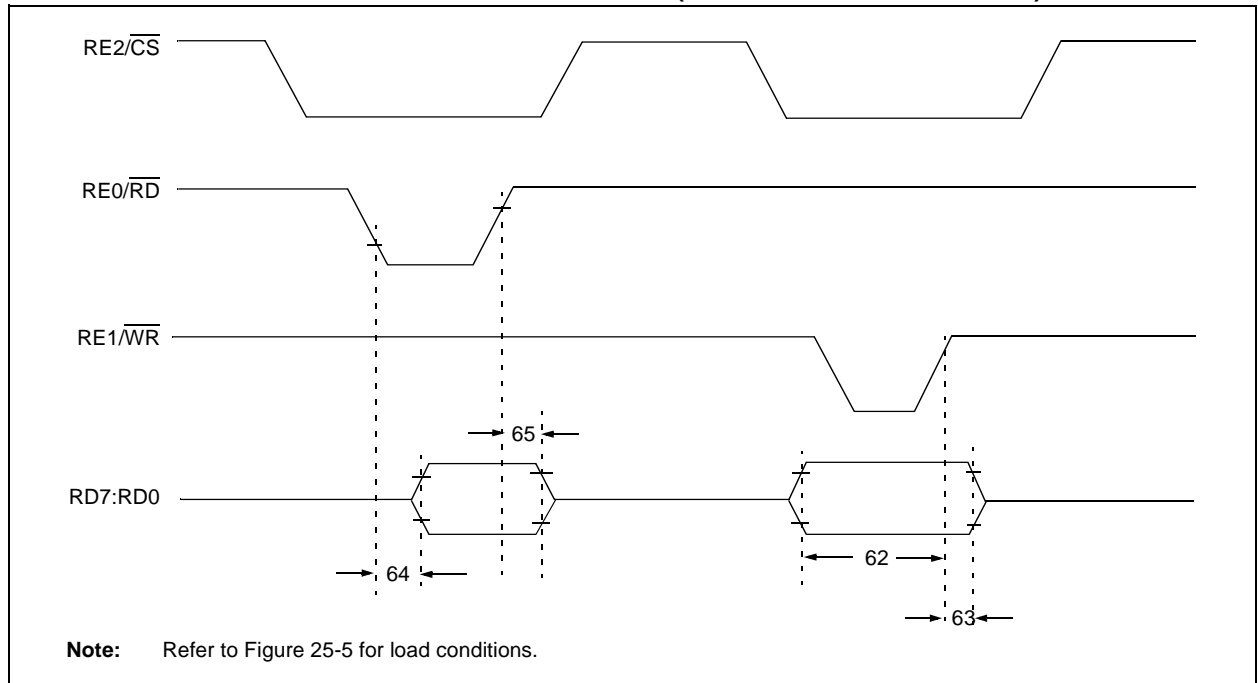 RE2/CS
RE0/RD
RE1/WR
65
RD7:RD0
64
62
63
Note: Refer to Figure 25-5 for load conditions.